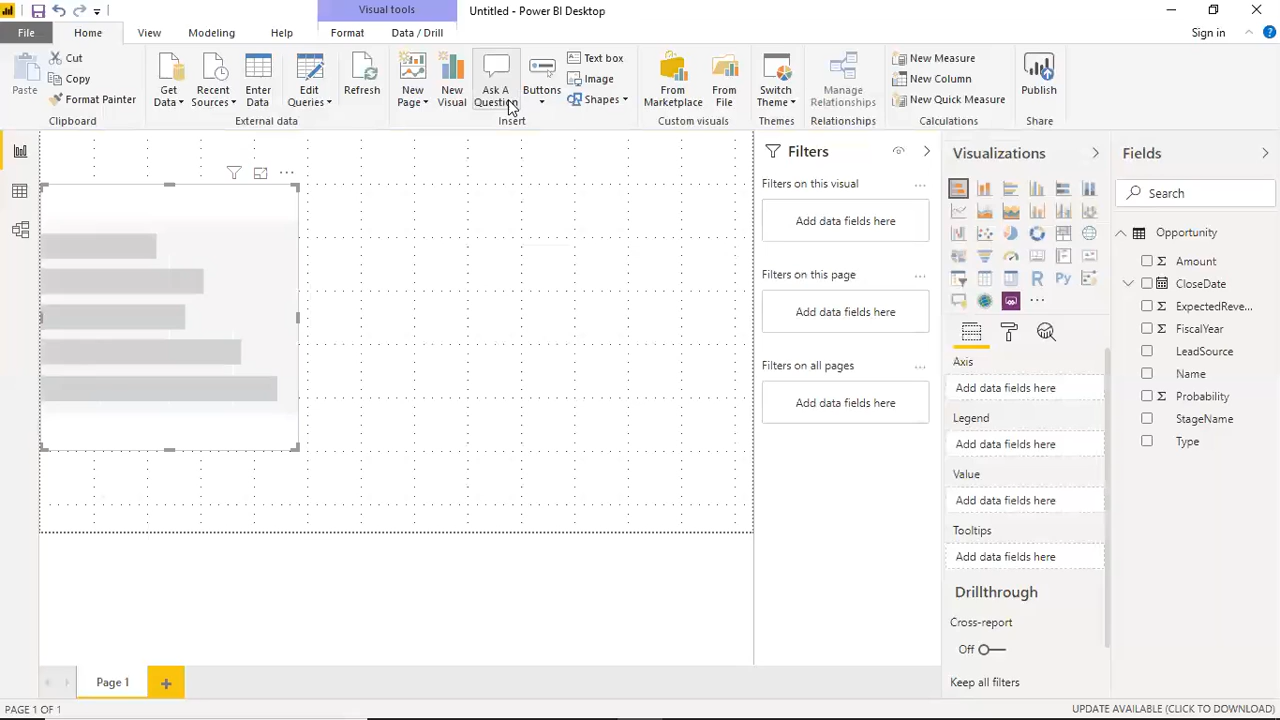 Visual tools
Untitled - Power BI Desktop
File
Home
View
Modeling
Help
Format
Data / Drill
Sign in
Paste
Cut
Copy
Format Painter
Clipboard
Get
Data
Recent
Sources
Enter
Data
Edit
Queries
External data
Refresh
New
Page
New
Visual
Ask A
Question
Buttons
Text box
Image
Shapes
Insert
From
Marketplace
From
File
Custom visuals
Switch
Theme
Themes
Manage
Relationships
Relationships
New Measure
New Column
New Quick Measure
Calculations
Publish
Share
Filters
Filters on this visual
Add data fields here
Filters on this page
Add data fields here
Filters on all pages
Add data fields here
Visualizations
R
Py
Axis
Add data fields here
Legend
Add data fields here
Value
Add data fields here
Tooltips
Add data fields here
Drillthrough
Cross-report
Off
Keep all filters
Fields
Search
Opportunity
Amount
CloseDate
ExpectedReve...
FiscalYear
LeadSource
Name
Probability
StageName
Type
Page 1
PAGE 1 OF 1
UPDATE AVAILABLE (CLICK TO DOWNLOAD)